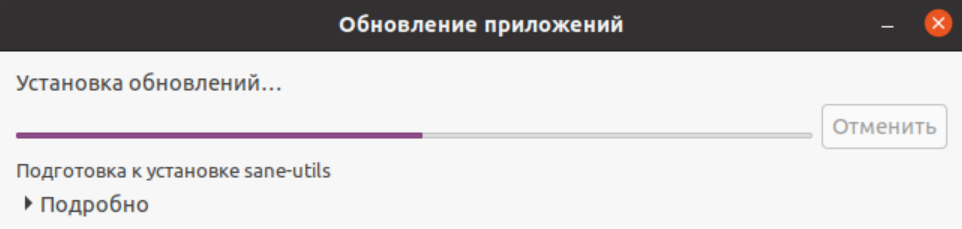 Обновление приложений
Установка обновлений...
Отменить
Подготовка к установке sane-utils
Подробно